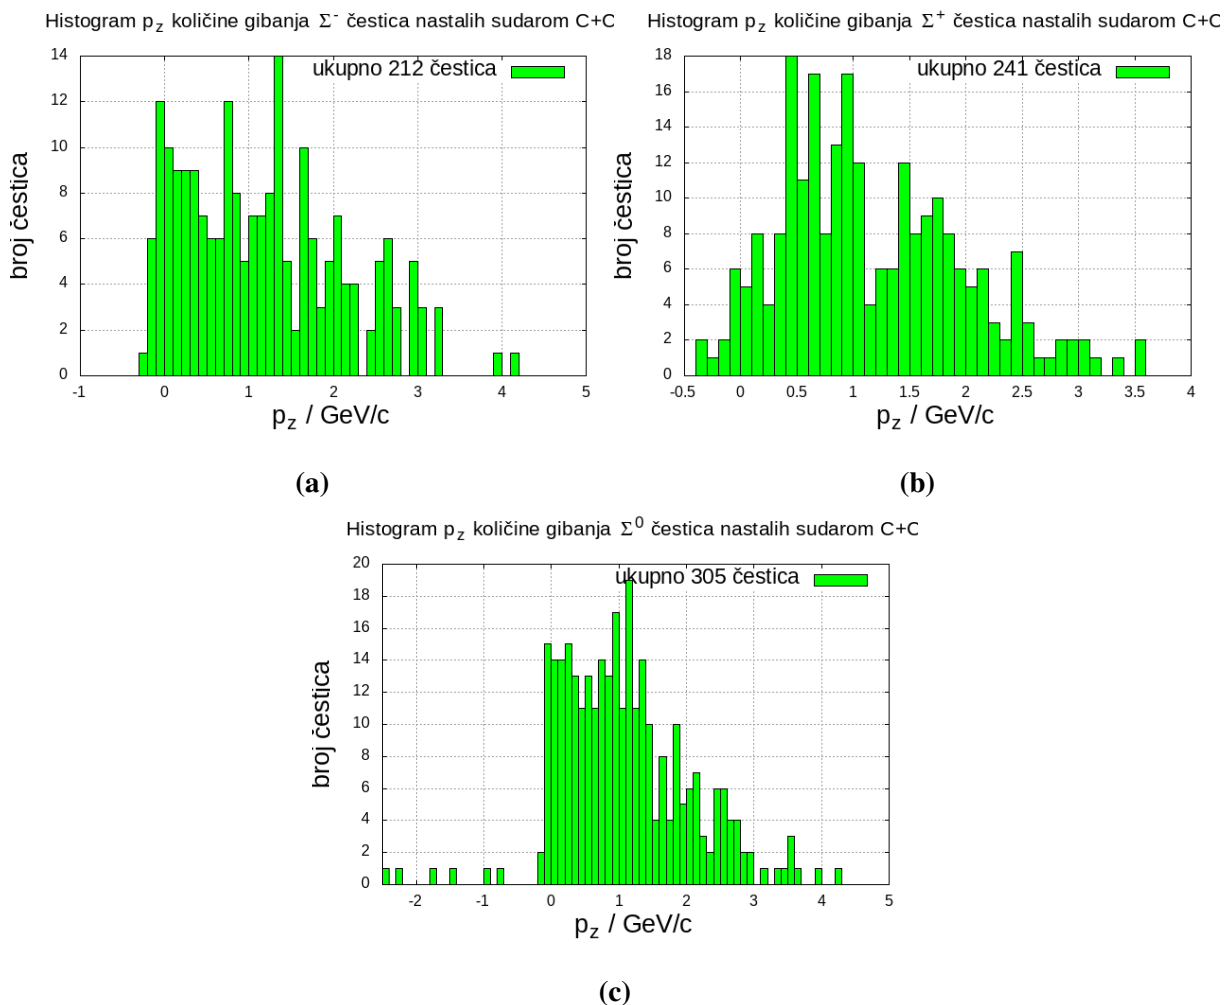 Histogram p_z količine gibanja Σ^- čestica nastalih sudarom C+C
ukupno 212 čestica
broj čestica
14
12
10
8
6
4
2
0
-1 0 1 2 3 4 5
p_z / GeV/c
(a)
Histogram p_z količine gibanja Σ^+ čestica nastalih sudarom C+C
ukupno 241 čestica
broj čestica
18
16
14
12
10
8
6
4
2
0
-0.5 0 0.5 1 1.5 2 2.5 3 3.5 4
p_z / GeV/c
(b)
Histogram p_z količine gibanja Σ^0 čestica nastalih sudarom C+C
ukupno 305 čestica
broj čestica
20
18
16
14
12
10
8
6
4
2
0
-2 -1 0 1 2 3 4 5
p_z / GeV/c
(c)